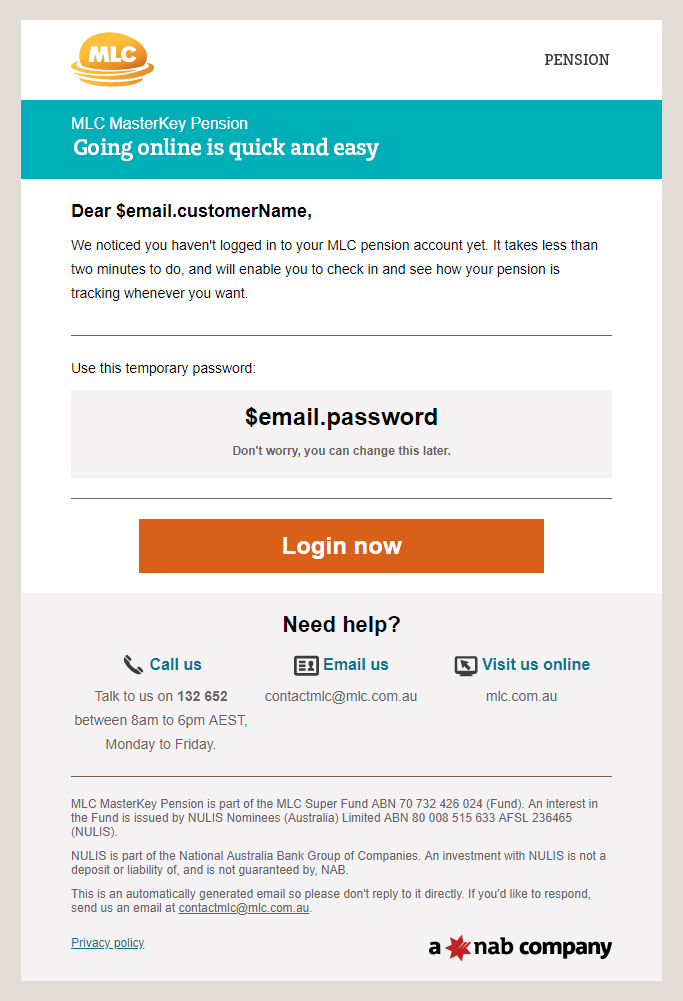 MLC
PENSION
MLC MasterKey Pension
Going online is quick and easy
Dear $email.customerName,
We noticed you haven't logged in to your MLC pension account yet. It takes less than
two minutes to do, and will enable you to check in and see how your pension is
tracking whenever you want.
Use this temporary password:
$email.password
Don't worry, you can change this later.
Login now
Need help?
Call us
Talk to us on 132 652
between 8am to 6pm AEST,
Monday to Friday.
Email us
contactmlc@mlc.com.au
Visit us online
mlc.com.au
MLC MasterKey Pension is part of the MLC Super Fund ABN 70 732 426 024 (Fund). An interest in
the Fund is issued by NULIS Nominees (Australia) Limited ABN 80 008 515 633 AFSL 236465
(NULIS).
NULIS is part of the National Australia Bank Group of Companies. An investment with NULIS is not a
deposit or liability of, and is not guaranteed by, NAB.
This is an automatically generated email so please don't reply to it directly. If you'd like to respond,
send us an email at contactmlc@mlc.com.au.
Privacy policy
a nab company